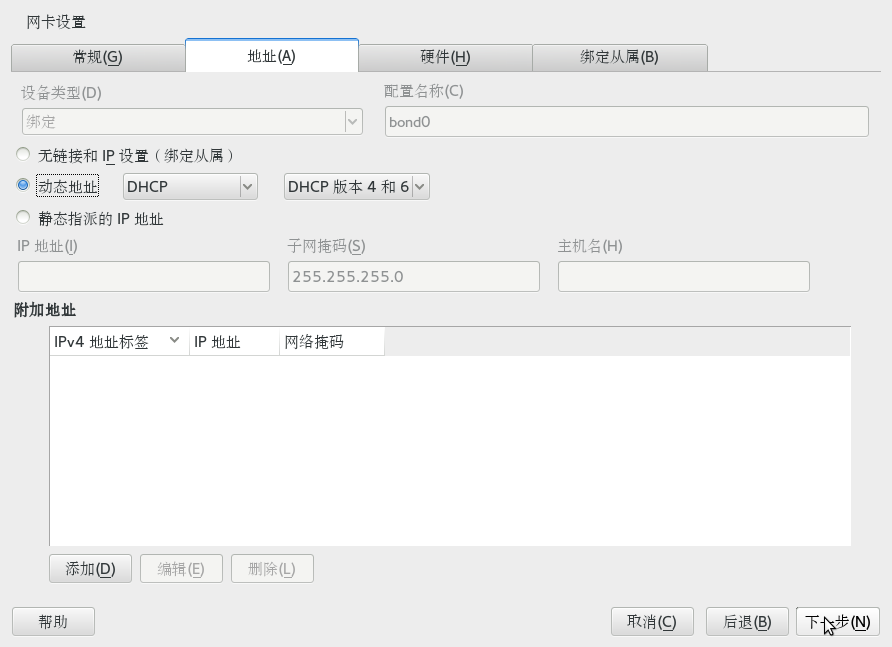 网卡设置
常规(G) 地址(A) 硬件(H) 绑定从属(B)
设备类型(D) 配置名称(C)
绑定 bond0
无链接和 IP 设置（绑定从属）
动态地址 DHCP DHCP 版本 4 和 6
静态指派的 IP 地址
IP 地址(I) 子网掩码(S) 主机名(H)
255.255.255.0
附加地址
IPv4 地址标签 IP 地址 网络掩码
添加(D) 编辑(E) 删除(L)
帮助 取消(C) 后退(B) 下一步(N)